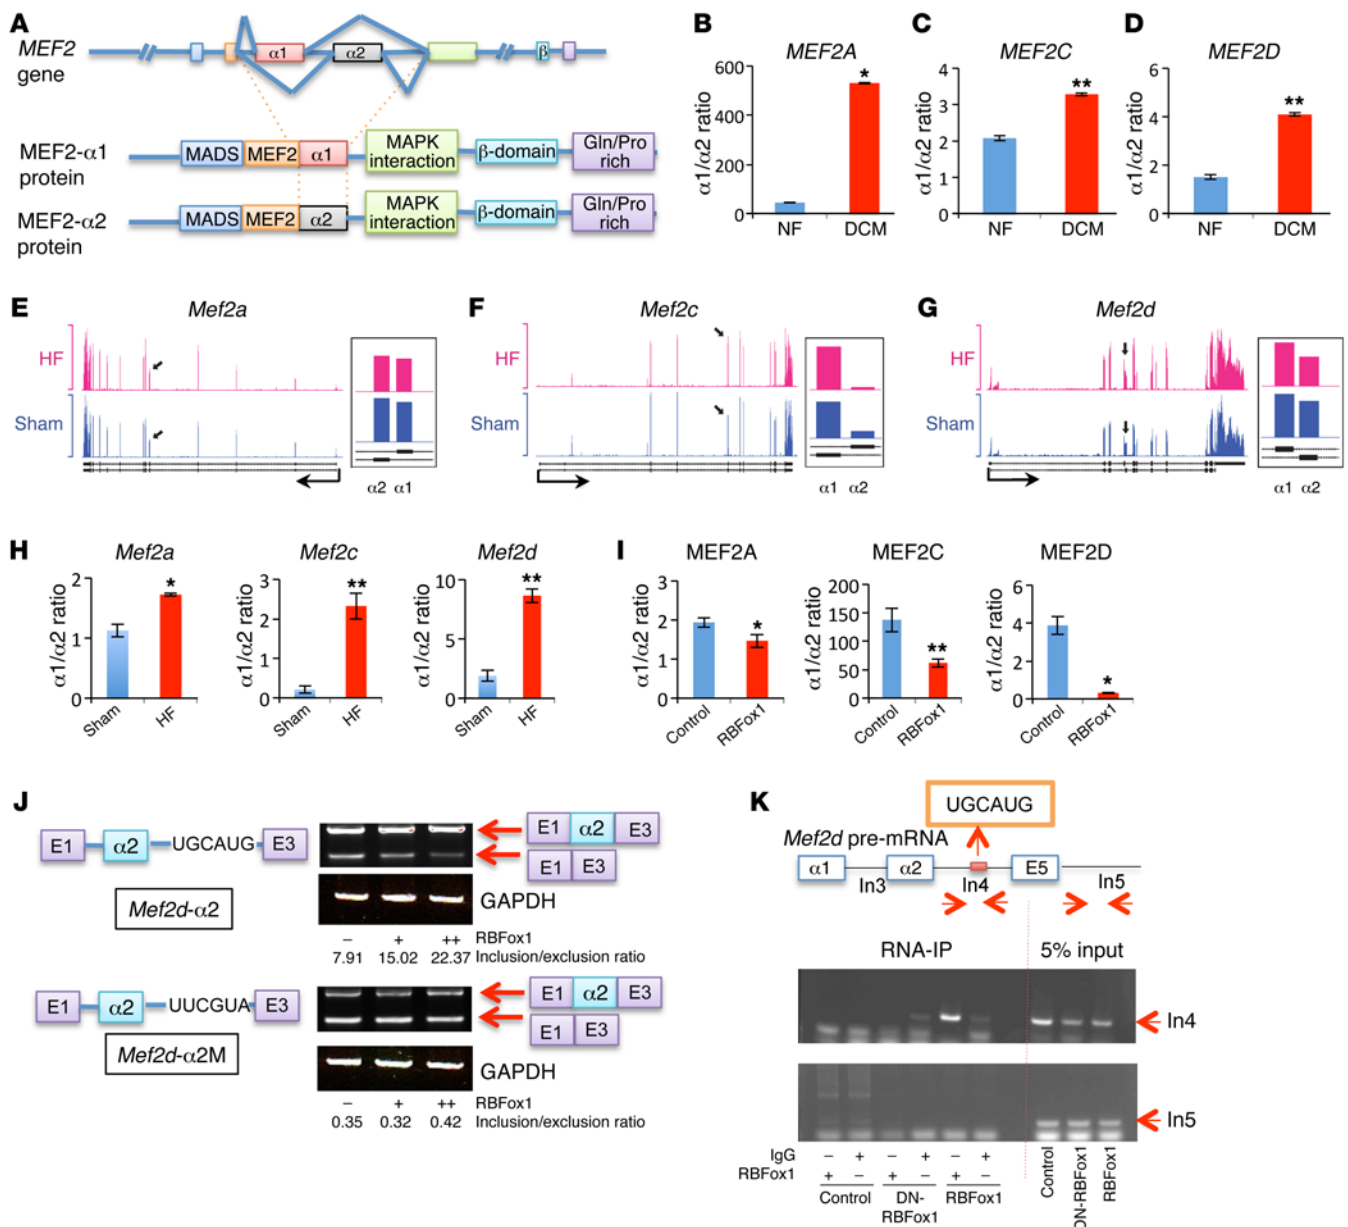 A
MEF2
gene
α1
α2
β
MEF2-α1
protein
MADS
MEF2
α1
MAPK
interaction
β-domain
Gln/Pro
rich
MEF2-α2
protein
MADS
MEF2
α2
MAPK
interaction
β-domain
Gln/Pro
rich
B
MEF2A
α1/α2 ratio
600
400
500
200
0
NF
DCM
*
C
MEF2C
α1/α2 ratio
4
3
2
1
0
NF
DCM
**
D
MEF2D
α1/α2 ratio
6
4
2
0
NF
DCM
**
E
Mef2a
HF
Sham
α2 α1
F
Mef2c
HF
Sham
α1 α2
G
Mef2d
HF
Sham
α1 α2
H
Mef2a
α1/α2 ratio
2
1
0
Sham
HF
*
Mef2c
α1/α2 ratio
3
2
1
0
Sham
HF
**
Mef2d
α1/α2 ratio
10
5
0
Sham
HF
**
I
MEF2A
α1/α2 ratio
3
2
1
0
Control
RBFox1
*
MEF2C
α1/α2 ratio
200
150
100
50
0
Control
RBFox1
**
MEF2D
α1/α2 ratio
6
4
2
0
Control
RBFox1
*
J
E1
α2
UGCAUG
E3
Mef2d-α2
E1 α2 E3
E1 E3
GAPDH
– + ++ RBFox1
7.91 15.02 22.37 Inclusion/exclusion ratio
E1
α2
UUCGUA
E3
Mef2d-α2M
E1 α2 E3
E1 E3
GAPDH
– + ++ RBFox1
0.35 0.32 0.42 Inclusion/exclusion ratio
K
UGCAUG
Mef2d pre-mRNA
α1
α2
E5
In3
In4
In5
RNA-IP
5% input
In4
In5
IgG – + – + – +
RBFox1 + – + – + –
Control
DN-
RBFox1
RBFox1
Control
DN-RBFox1
RBFox1